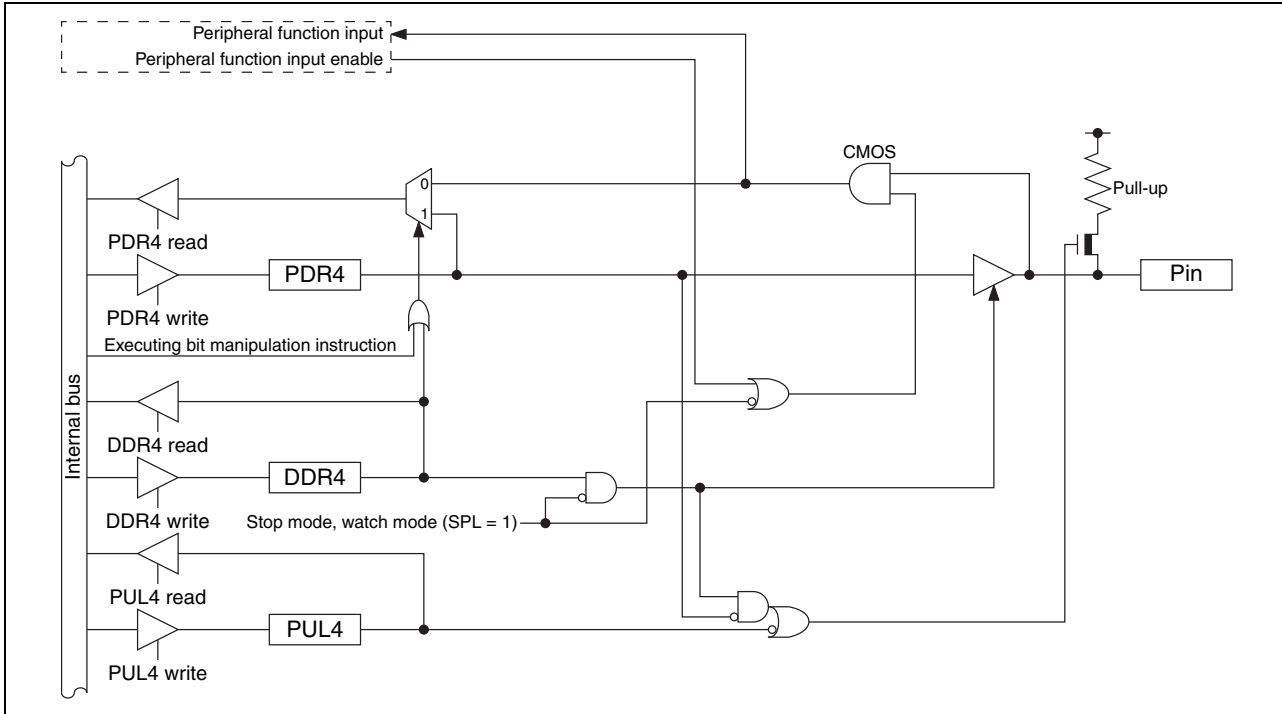 Peripheral function input
Peripheral function input enable
CMOS
Pull-up
0
1
PDR4 read
PDR4
Pin
PDR4 write
Executing bit manipulation instruction
Internal bus
DDR4 read
DDR4
Stop mode, watch mode (SPL = 1)
DDR4 write
PUL4 read
PUL4
PUL4 write